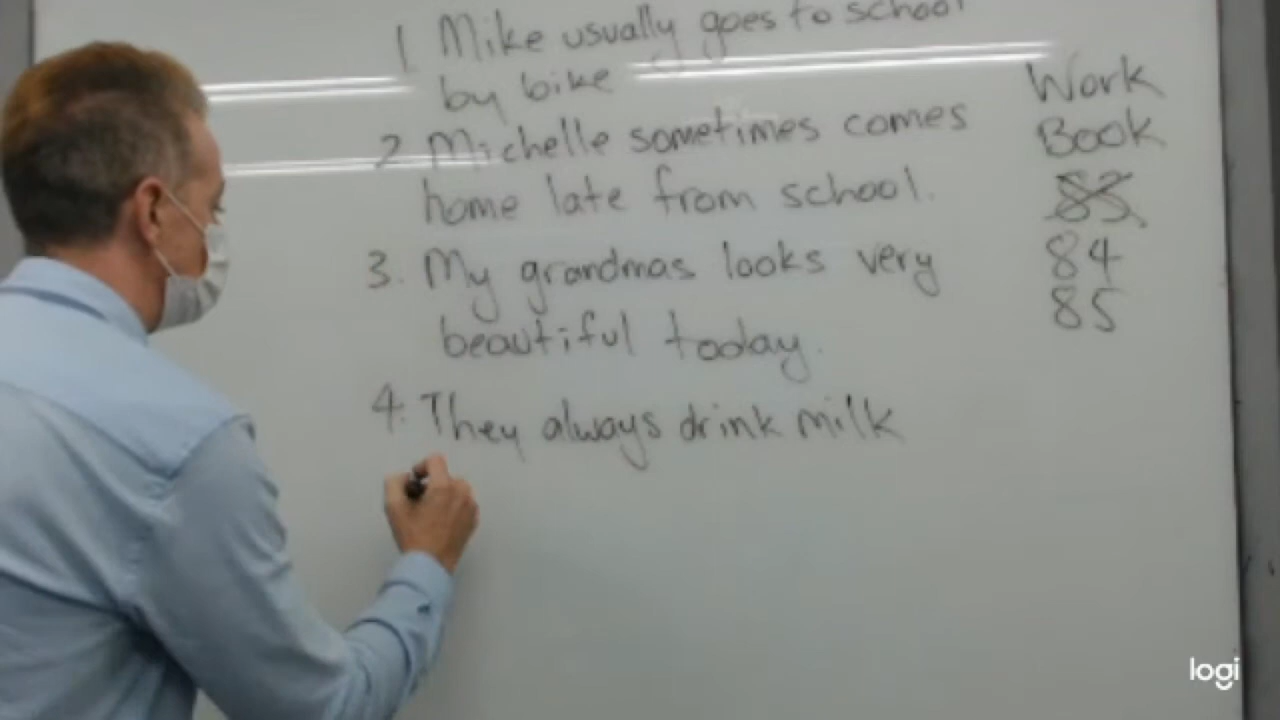 1 Mike usually goes to school
by bike
2 Michelle sometimes comes
home late from school.
3. My grandmas looks very
beautiful today.
4. They always drink milk
Work
Book
83
84
85
logi